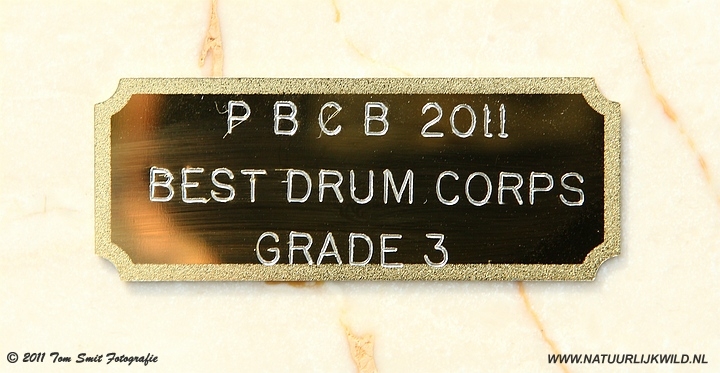 P B C B 2011
BEST DRUM CORPS
GRADE 3
© 2011 Tom Smit Fotografie
WWW.NATUURLIJKWILD.NL